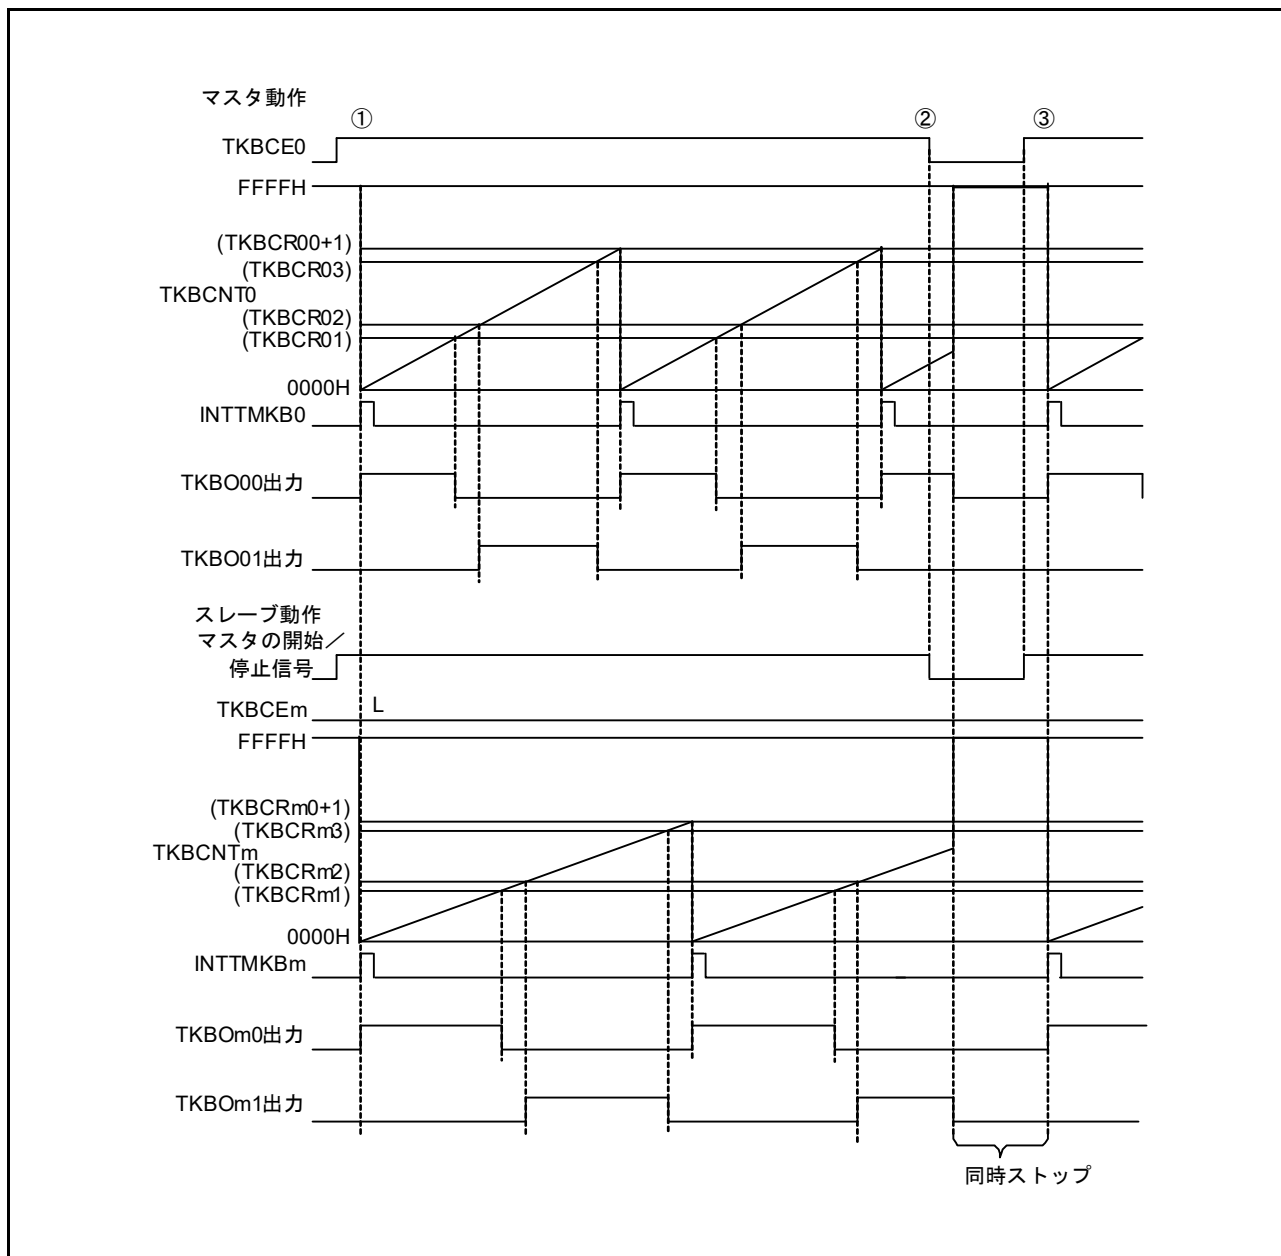 マスタ動作
① ② ③
TKBCE0
FFFFH
(TKBCR00+1)
(TKBCR03)
TKBCNT0
(TKBCR02)
(TKBCR01)
0000H
INTTMKB0
TKBO00出力
TKBO01出力
スレーブ動作
マスタの開始／
停止信号
TKBCEm
L
FFFFH
(TKBCRm0+1)
(TKBCRm3)
TKBCNTm
(TKBCRm2)
(TKBCRm1)
0000H
INTTMKBm
TKBOm0出力
TKBOm1出力
同時ストップ